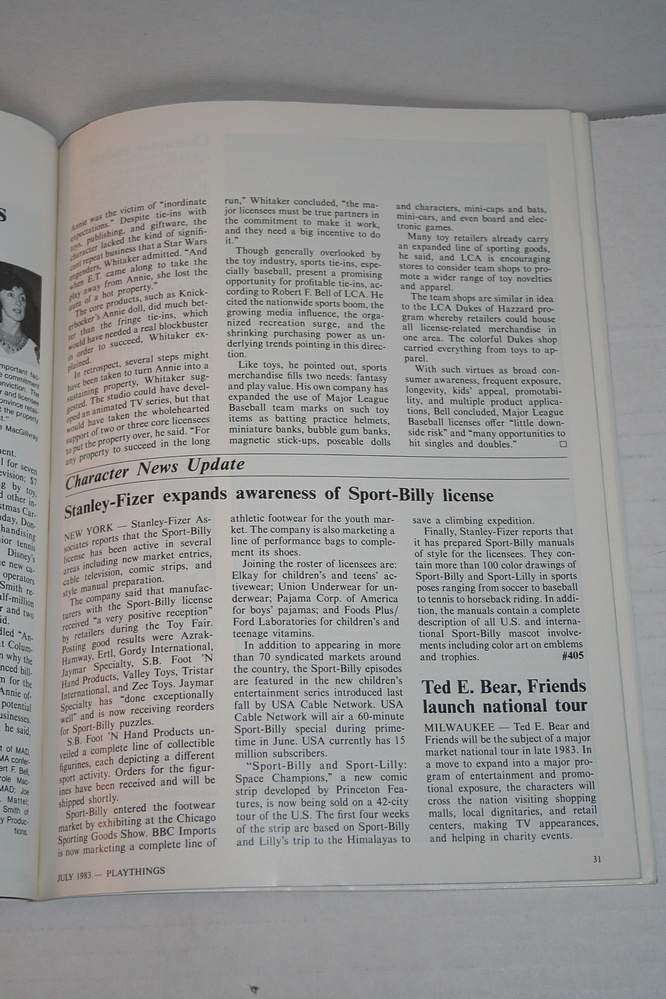 s
Annie was the victim of "inordinate
expectations." Despite tie-ins with
toys, publishing, and giftware, the
character lacked the kind of signifi-
cant repeat business that a Star Wars
engenders, Whitaker admitted. "And
when E.T. came along to take the
play away from Annie, she lost the
aura of a hot property."
The core products, such as Knick-
erbocker's Annie doll, did much bet-
ter than the fringe tie-ins, which
would have needed a real blockbuster
in order to succeed, Whitaker ex-
plained.
In retrospect, several steps might
have been taken to turn Annie into a
sustaining property, Whitaker sug-
gested. The studio could have devel-
oped an animated TV series, but that
would have taken the wholehearted
support of two or three core licensees
to put the property over, he said. "For
any property to succeed in the long
run," Whitaker concluded, "the ma-
jor licensees must be true partners in
the commitment to make it work,
and they need a big incentive to do
it."
Though generally overlooked by
the toy industry, sports tie-ins, espe-
cially baseball, present a promising
opportunity for profitable tie-ins, ac-
cording to Robert F. Bell of LCA. He
cited the nationwide sports boom, the
growing media influence, the orga-
nized recreation surge, and the
shrinking purchasing power as un-
derlying trends pointing in this direc-
tion.
Like toys, he pointed out, sports
merchandise fills two needs: fantasy
and play value. His own company has
expanded the use of Major League
Baseball team marks on such toy
items as batting practice helmets,
miniature banks, bubble gum banks,
magnetic stick-ups, poseable dolls
and characters, mini-caps and bats,
mini-cars, and even board and elec-
tronic games.
Many toy retailers already carry
an expanded line of sporting goods,
he said, and LCA is encouraging
stores to consider team shops to pro-
mote a wider range of toy novelties
and apparel.
The team shops are similar in idea
to the LCA Dukes of Hazzard pro-
gram whereby retailers could house
all license-related merchandise in
one area. The colorful Dukes shop
carried everything from toys to ap-
parel.
With such virtues as broad con-
sumer awareness, frequent exposure,
longevity, kids' appeal, promotabi-
lity, and multiple product applica-
tions, Bell concluded, Major League
Baseball licenses offer "little down-
side risk" and "many opportunities to
hit singles and doubles."
Character News Update
Stanley-Fizer expands awareness of Sport-Billy license
NEW YORK — Stanley-Fizer As-
sociates reports that the Sport-Billy
license has been active in several
areas including new market entries,
cable television, comic strips, and
style manual preparation.
The company said that manufac-
turers with the Sport-Billy license
received "a very positive reception"
by retailers during the Toy Fair.
Posting good results were Azrak-
Hamway, Ertl, Gordy International,
Jaymar Specialty, S.B. Foot 'N
Hand Products, Valley Toys, Tristar
International, and Zee Toys. Jaymar
Specialty has "done exceptionally
well" and is now receiving reorders
for Sport-Billy puzzles.
S.B. Foot 'N Hand Products un-
veiled a complete line of collectible
figurines, each depicting a different
sport activity. Orders for the figur-
ines have been received and will be
shipped shortly.
Sport-Billy entered the footwear
market by exhibiting at the Chicago
Sporting Goods Show. BBC Imports
is now marketing a complete line of
athletic footwear for the youth mar-
ket. The company is also marketing a
line of performance bags to comple-
ment its shoes.
Joining the roster of licensees are:
Elkay for children's and teens' ac-
tivewear; Union Underwear for un-
derwear; Pajama Corp. of America
for boys' pajamas; and Foods Plus/
Ford Laboratories for children's and
teenage vitamins.
In addition to appearing in more
than 70 syndicated markets around
the country, the Sport-Billy episodes
are featured in the new children's
entertainment series introduced last
fall by USA Cable Network. USA
Cable Network will air a 60-minute
Sport-Billy special during prime-
time in June. USA currently has 15
million subscribers.
"Sport-Billy and Sport-Lilly:
Space Champions," a new comic
strip developed by Princeton Fea-
tures, is now being sold on a 42-city
tour of the U.S. The first four weeks
of the strip are based on Sport-Billy
and Lilly's trip to the Himalayas to
save a climbing expedition.
Finally, Stanley-Fizer reports that
it has prepared Sport-Billy manuals
of style for the licensees. They con-
tain more than 100 color drawings of
Sport-Billy and Sport-Lilly in sports
poses ranging from soccer to baseball
to tennis to horseback riding. In addi-
tion, the manuals contain a complete
description of all U.S. and interna-
tional Sport-Billy mascot involve-
ments including color art on emblems
and trophies. #405
Ted E. Bear, Friends
launch national tour
MILWAUKEE — Ted E. Bear and
Friends will be the subject of a major
market national tour in late 1983. In
a move to expand into a major pro-
gram of entertainment and promo-
tional exposure, the characters will
cross the nation visiting shopping
malls, local dignitaries, and retail
centers, making TV appearances,
and helping in charity events.
JULY 1983 — PLAYTHINGS
31